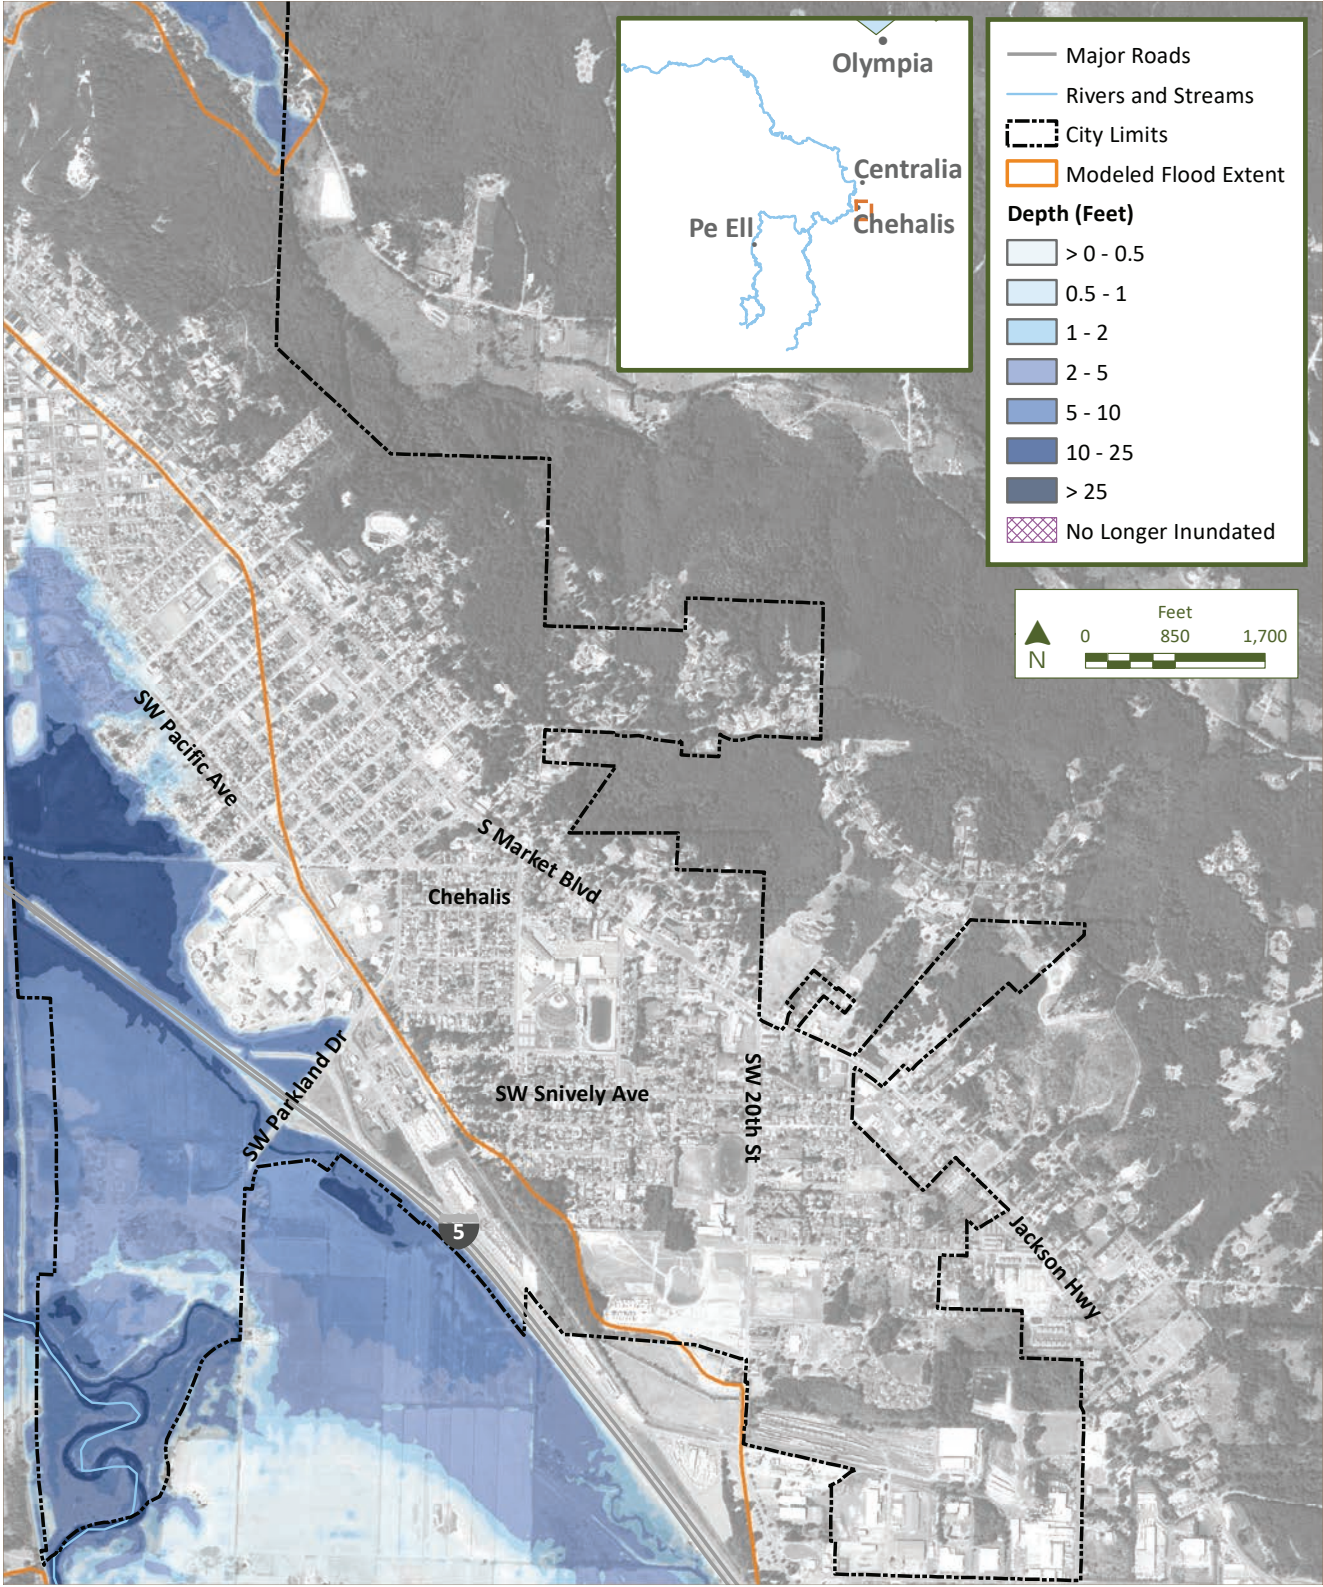 Olympia
Centralia
Chehalis
Pe Ell
Major Roads
Rivers and Streams
City Limits
Modeled Flood Extent
Depth (Feet)
> 0 - 0.5
0.5 - 1
1 - 2
2 - 5
5 - 10
10 - 25
> 25
No Longer Inundated
Feet
0 850 1,700
N
SW Pacific Ave
S Market Blvd
Chehalis
SW Parkland Dr
SW Snively Ave
SW 20th St
5
Jackson Hwy